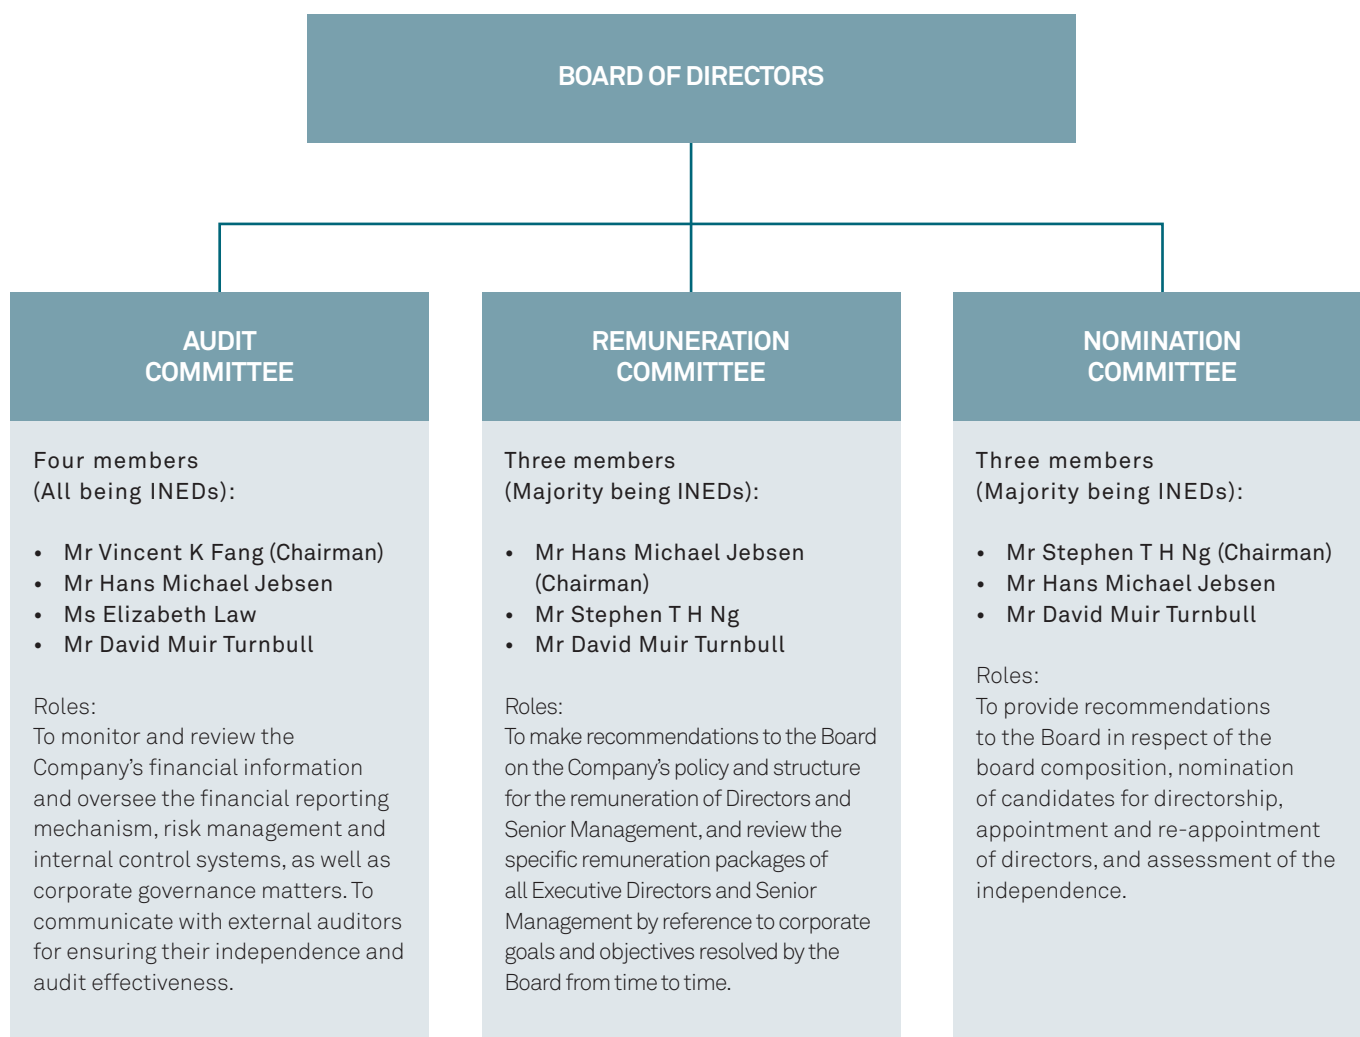 BOARD OF DIRECTORS
AUDIT
COMMITTEE
Four members
(All being INEDs):
• Mr Vincent K Fang (Chairman)
• Mr Hans Michael Jebsen
• Ms Elizabeth Law
• Mr David Muir Turnbull
Roles:
To monitor and review the
Company’s financial information
and oversee the financial reporting
mechanism, risk management and
internal control systems, as well as
corporate governance matters. To
communicate with external auditors
for ensuring their independence and
audit effectiveness.
REMUNERATION
COMMITTEE
Three members
(Majority being INEDs):
• Mr Hans Michael Jebsen
(Chairman)
• Mr Stephen T H Ng
• Mr David Muir Turnbull
Roles:
To make recommendations to the Board
on the Company’s policy and structure
for the remuneration of Directors and
Senior Management, and review the
specific remuneration packages of
all Executive Directors and Senior
Management by reference to corporate
goals and objectives resolved by the
Board from time to time.
NOMINATION
COMMITTEE
Three members
(Majority being INEDs):
• Mr Stephen T H Ng (Chairman)
• Mr Hans Michael Jebsen
• Mr David Muir Turnbull
Roles:
To provide recommendations
to the Board in respect of the
board composition, nomination
of candidates for directorship,
appointment and re-appointment
of directors, and assessment of the
independence.